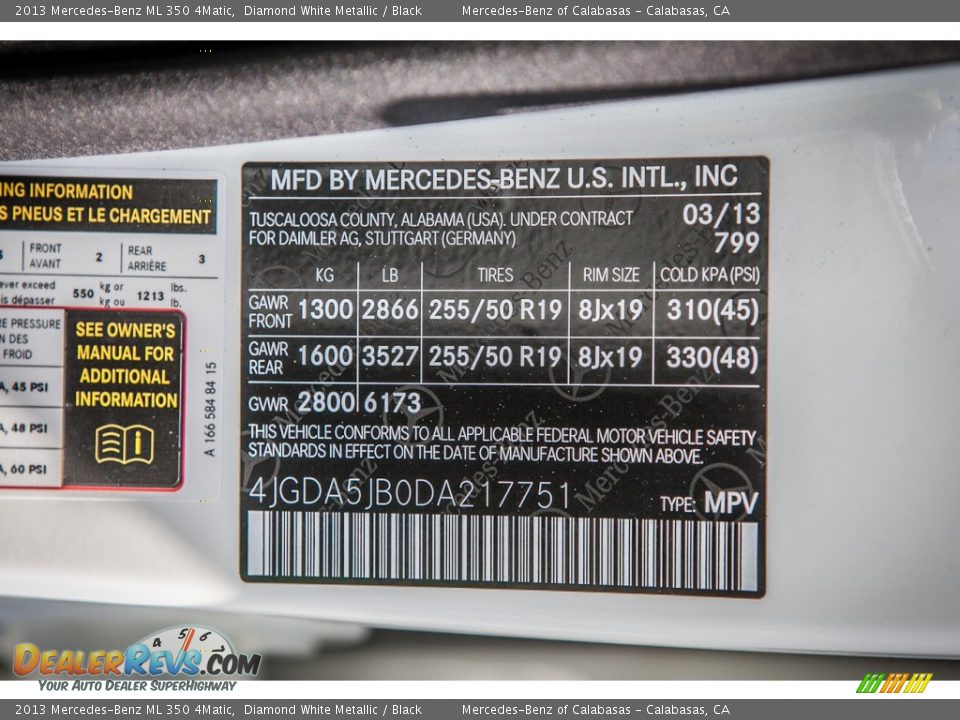 2013 Mercedes-Benz ML 350 4Matic, Diamond White Metallic / Black Mercedes-Benz of Calabasas - Calabasas, CA
ING INFORMATION
S PNEUS ET LE CHARGEMENT
FRONT AVANT 2 REAR ARRIÈRE 3
ever exceed
is dépasser 550 kg or kg ou 1213 lbs. lb.
RE PRESSURE
N DES
FROID
A, 45 PSI
A, 48 PSI
A, 60 PSI
SEE OWNER'S
MANUAL FOR
ADDITIONAL
INFORMATION
A 166 584 84 15
MFD BY MERCEDES-BENZ U.S. INTL., INC
TUSCALOOSA COUNTY, ALABAMA (USA). UNDER CONTRACT 03/13
FOR DAIMLER AG, STUTTGART (GERMANY) 799
KG LB TIRES RIM SIZE COLD KPA(PSI)
GAWR FRONT 1300 2866 255/50 R19 8Jx19 310(45)
GAWR REAR 1600 3527 255/50 R19 8Jx19 330(48)
GVWR 2800 6173
THIS VEHICLE CONFORMS TO ALL APPLICABLE FEDERAL MOTOR VEHICLE SAFETY
STANDARDS IN EFFECT ON THE DATE OF MANUFACTURE SHOWN ABOVE.
4JGDA5JB0DA217751 TYPE: MPV
4 5 6
DEALERREVS.COM
YOUR AUTO DEALER SUPERHIGHWAY
2013 Mercedes-Benz ML 350 4Matic, Diamond White Metallic / Black Mercedes-Benz of Calabasas - Calabasas, CA